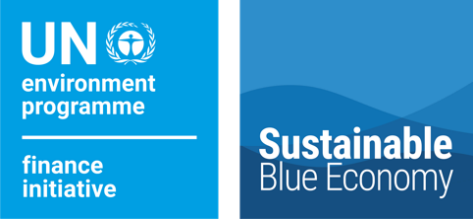 UN
environment
programme
finance
initiative
Sustainable
Blue Economy